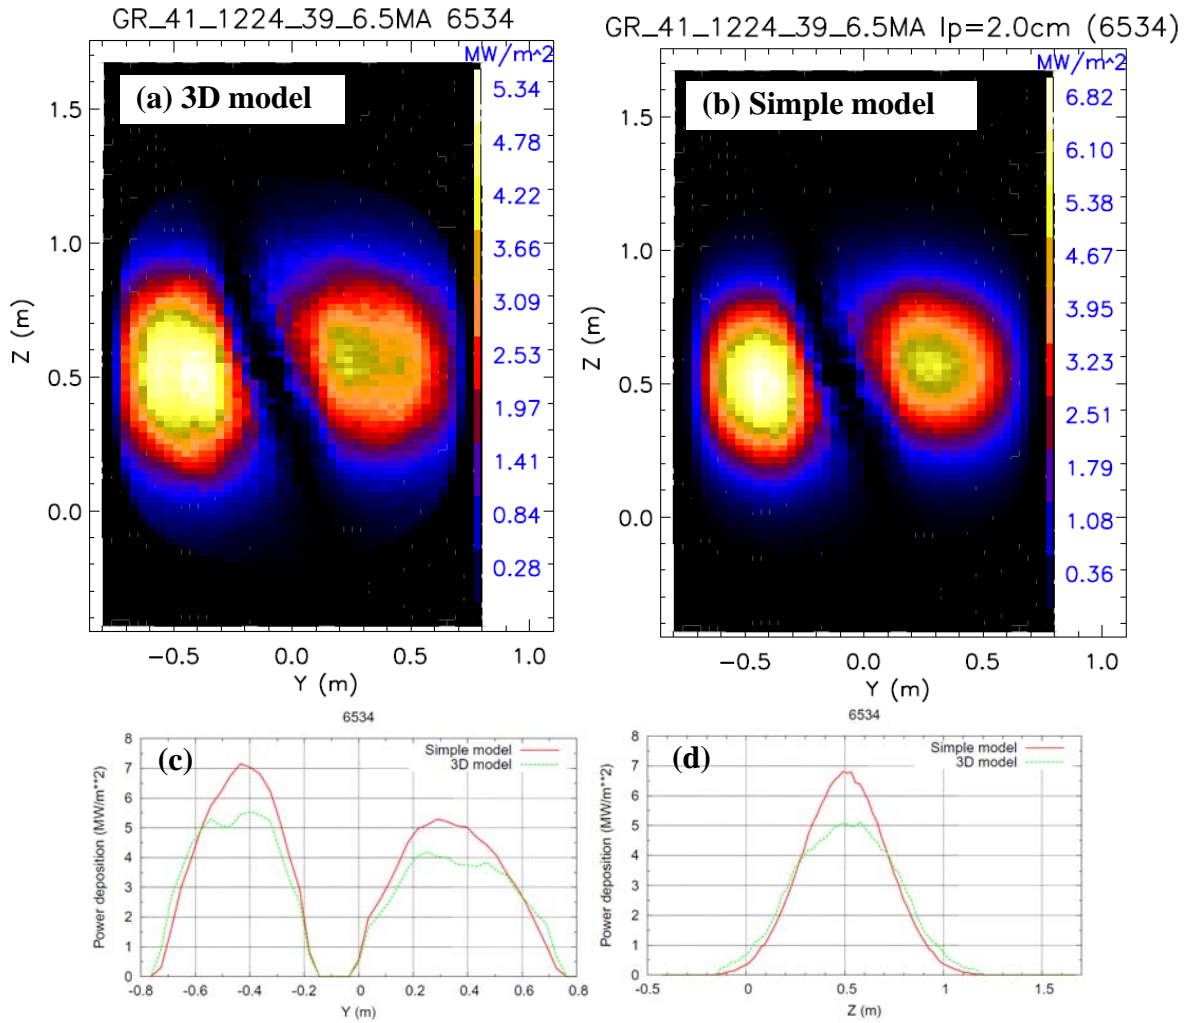 GR_41_1224_39_6.5MA 6534
MW/m^2
(a) 3D model
5.34
4.78
4.22
3.66
3.09
2.53
1.97
1.41
0.84
0.28
1.5
1.0
0.5
0.0
Z (m)
−0.5 0.0 0.5 1.0
Y (m)
GR_41_1224_39_6.5MA lp=2.0cm (6534)
MW/m^2
(b) Simple model
6.82
6.10
5.38
4.67
3.95
3.23
2.51
1.79
1.08
0.36
1.5
1.0
0.5
0.0
Z (m)
−0.5 0.0 0.5 1.0
Y (m)
6534
(c)
Simple model
3D model
8
7
6
5
4
3
2
1
0
Power deposition (MW/m**2)
-0.8 -0.6 -0.4 -0.2 0 0.2 0.4 0.6 0.8
Y (m)
6534
(d)
Simple model
3D model
8
7
6
5
4
3
2
1
0
Power deposition (MW/m**2)
-0.5 0 0.5 1 1.5
Z (m)